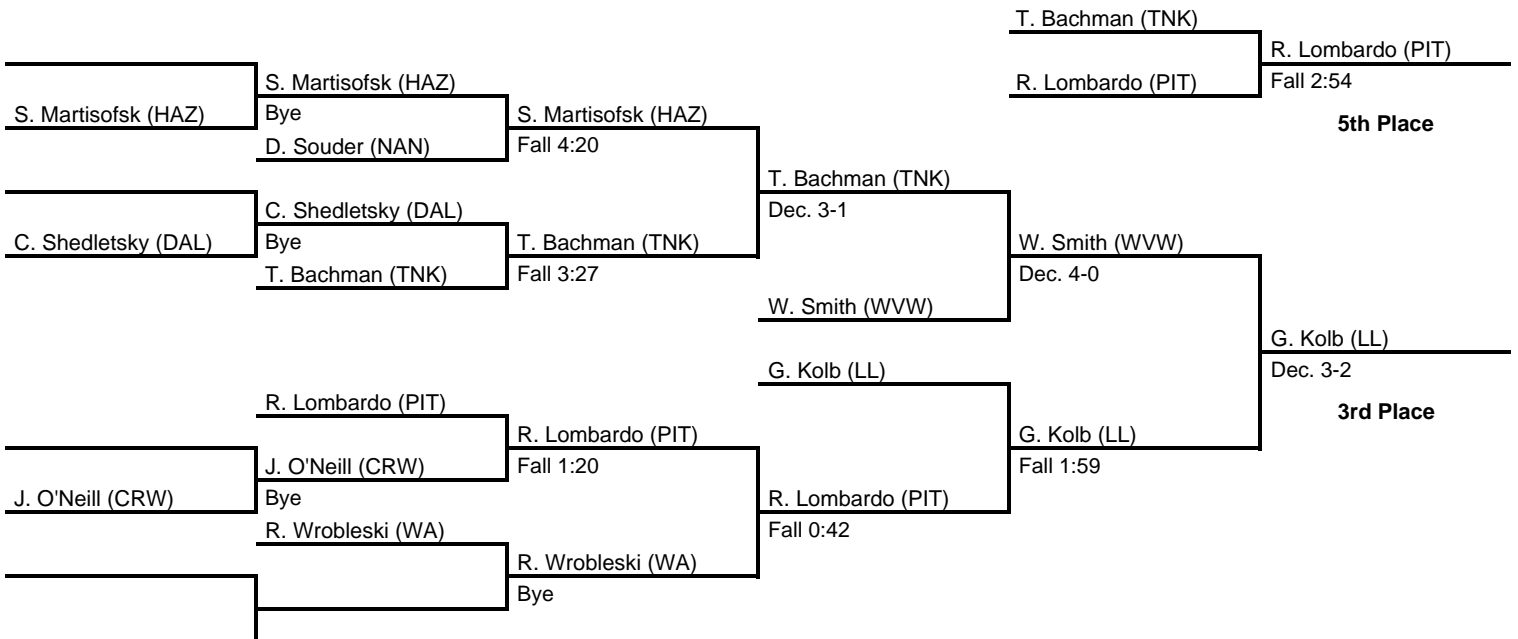 T. Bachman (TNK)
R. Lombardo (PIT)
R. Lombardo (PIT)
Fall 2:54
5th Place
S. Martisofsk (HAZ)
S. Martisofsk (HAZ)
Bye
D. Souder (NAN)
S. Martisofsk (HAZ)
Fall 4:20
C. Shedletsky (DAL)
C. Shedletsky (DAL)
Bye
T. Bachman (TNK)
T. Bachman (TNK)
Fall 3:27
T. Bachman (TNK)
Dec. 3-1
W. Smith (WVW)
W. Smith (WVW)
Dec. 4-0
G. Kolb (LL)
Dec. 3-2
3rd Place
G. Kolb (LL)
G. Kolb (LL)
Fall 1:59
R. Lombardo (PIT)
J. O'Neill (CRW)
J. O'Neill (CRW)
Bye
R. Lombardo (PIT)
Fall 1:20
R. Lombardo (PIT)
Fall 0:42
R. Wrobleski (WA)
R. Wrobleski (WA)
Bye